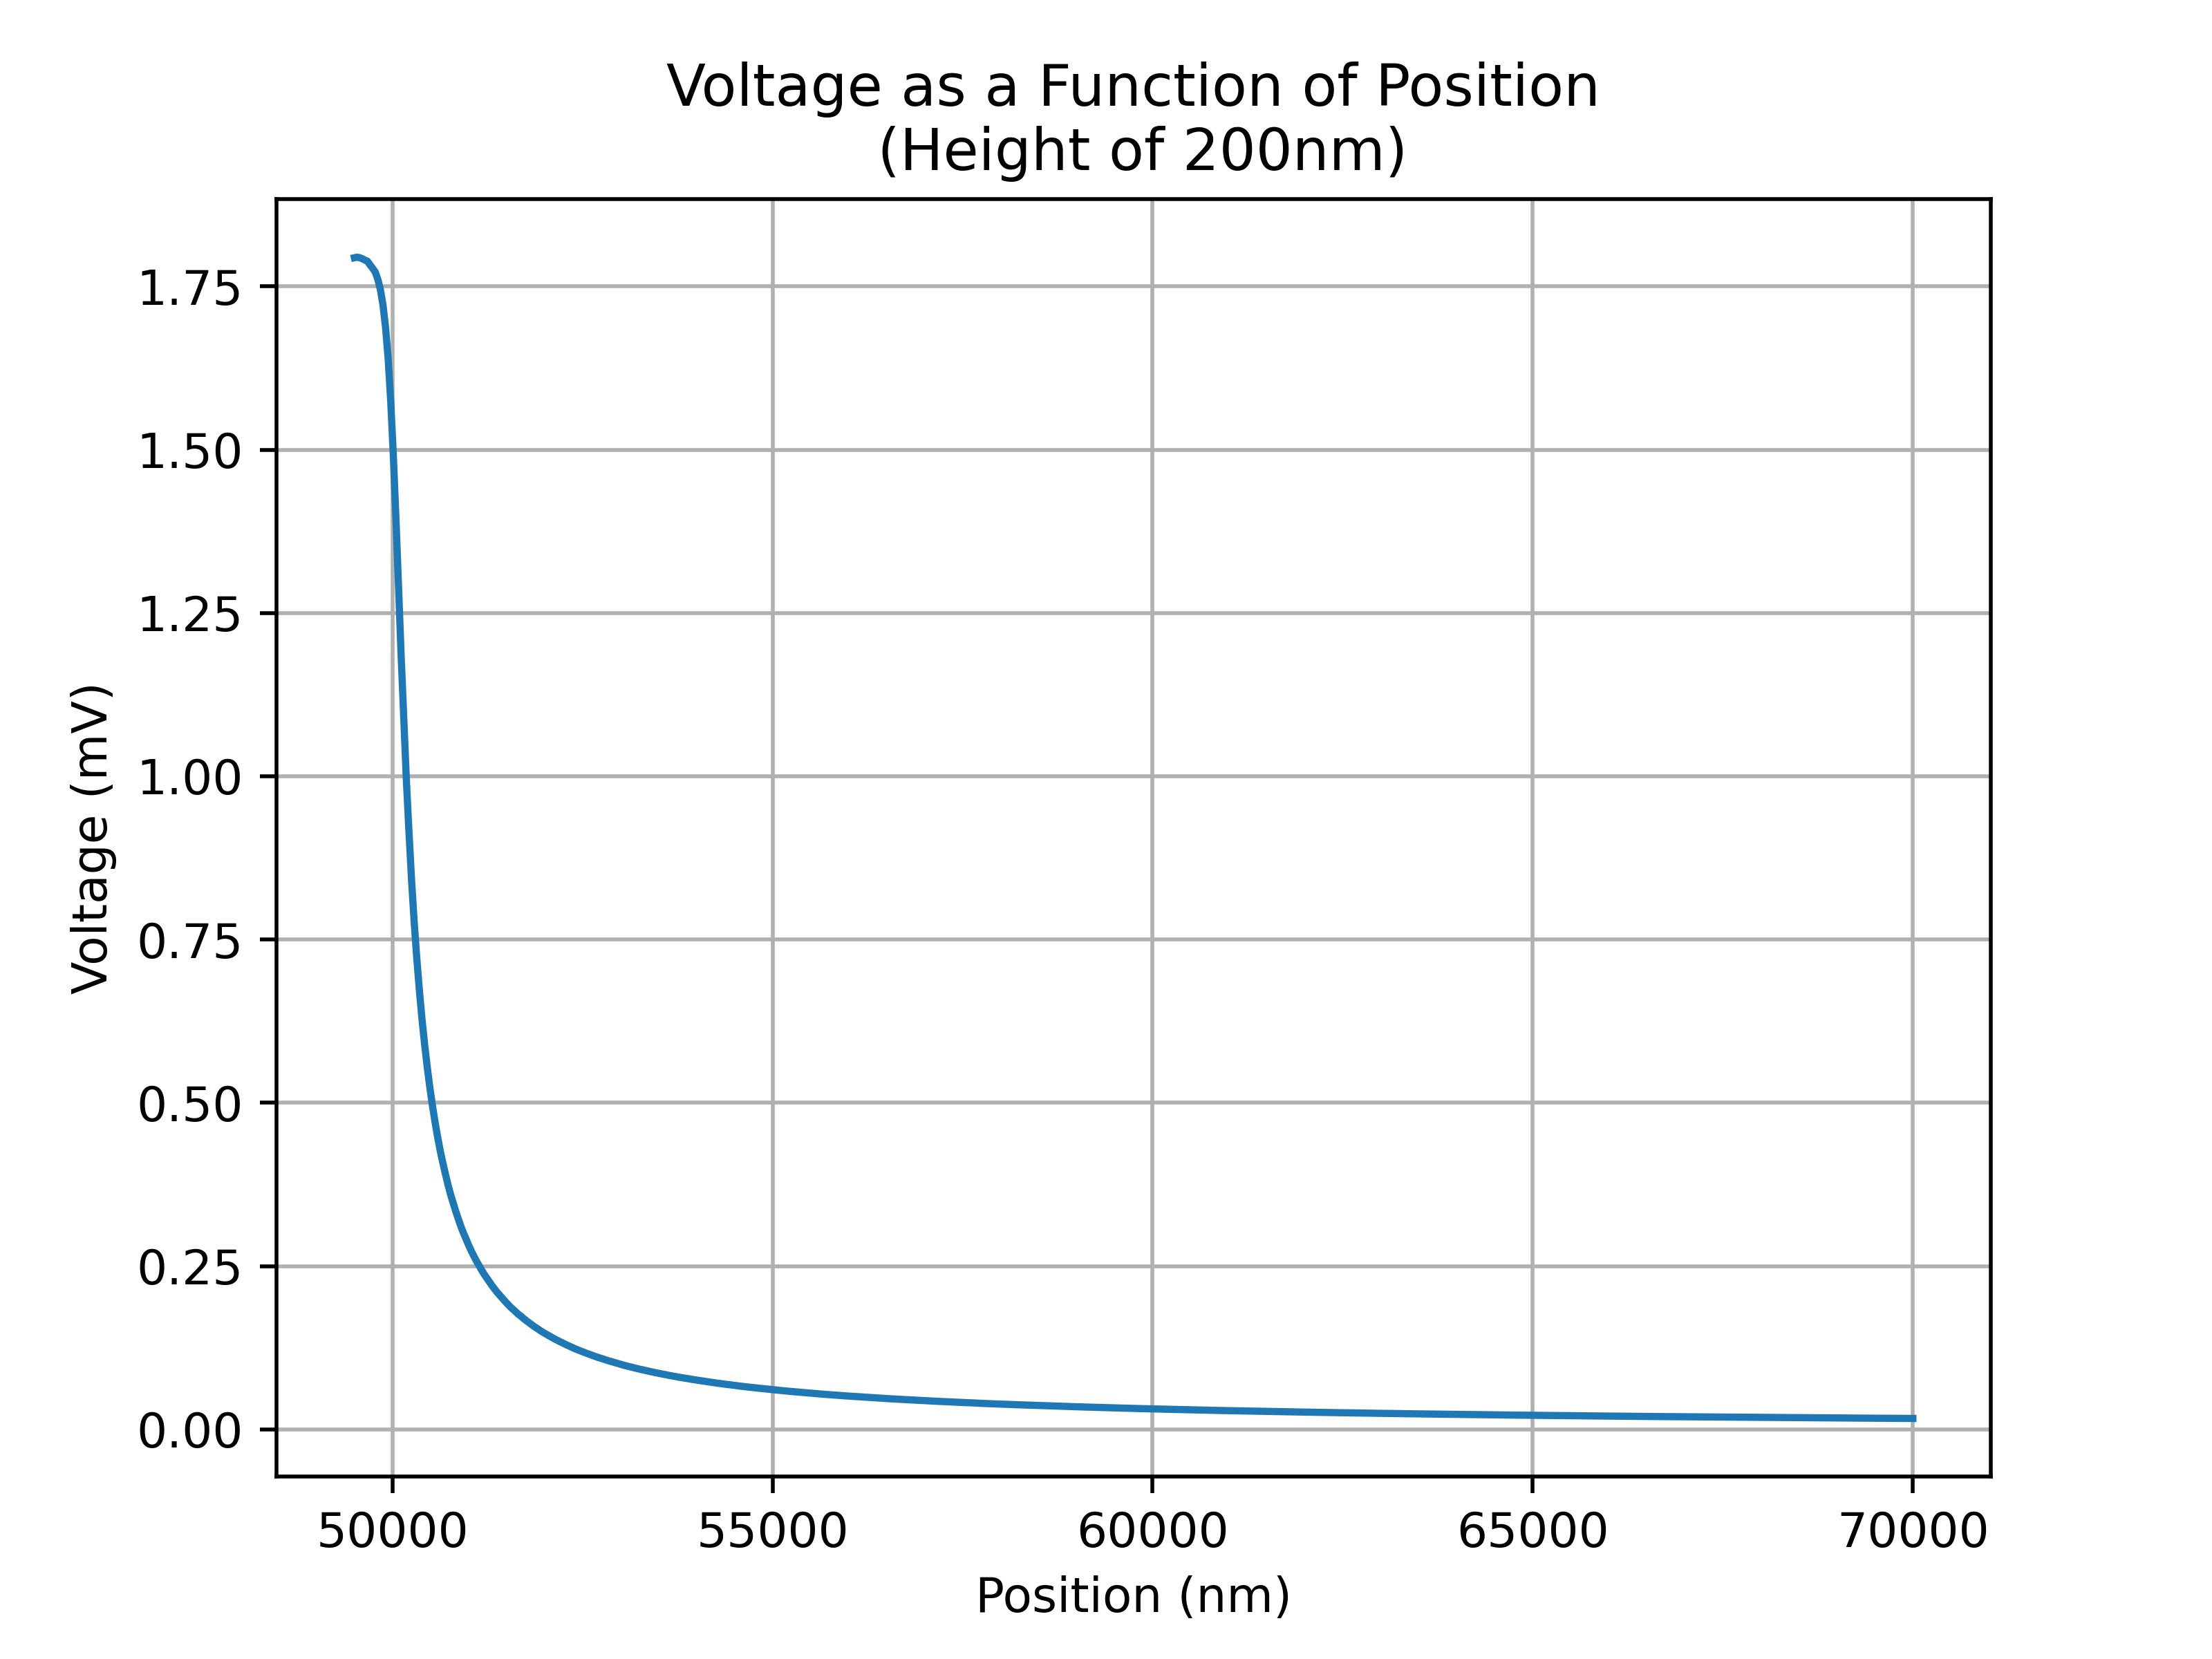 Voltage as a Function of Position
(Height of 200nm)
Voltage (mV)
1.75
1.50
1.25
1.00
0.75
0.50
0.25
0.00
50000 55000 60000 65000 70000
Position (nm)